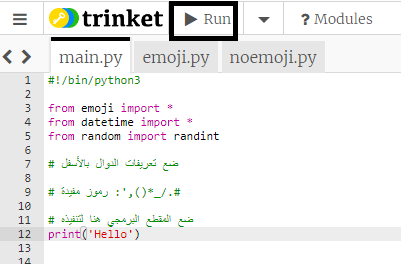 trinket Run ? Modules
main.py emoji.py noemoji.py
1 #!/bin/python3
2
3 from emoji import *
4 from datetime import *
5 from random import randint
6
7 # ضع تعريفات الدوال بالأسفل
8
9 # رموز مفيدة :',()*_/.#
10
11 # ضع المقطع البرمجي هنا لتنفيذه
12 print('Hello')
13